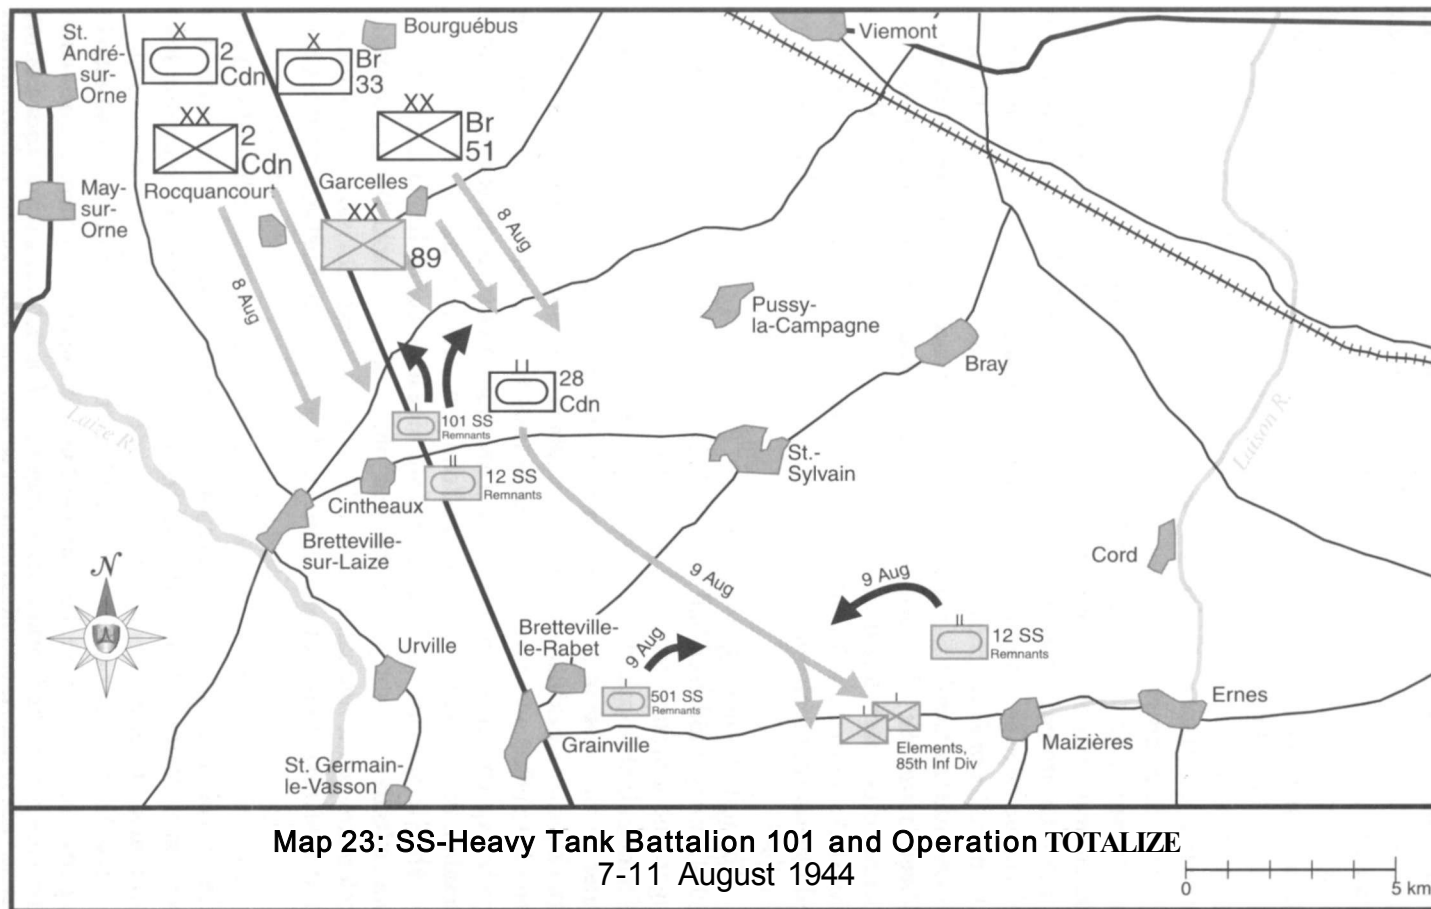 St.
André-
sur-
Orne
X
2
Cdn
X
Br
33
Bourguébus
Viemont
XX
2
Cdn
XX
Br
51
May-
sur-
Orne
Rocquancourt
Garcelles
XX
89
8 Aug
8 Aug
Pussy-
la-Campagne
Bray
28
Cdn
Laize R.
Laison R.
101 SS
Remnants
12 SS
Remnants
St.-
Sylvain
Cintheaux
Bretteville-
sur-Laize
Cord
N
9 Aug
9 Aug
Urville
Bretteville-
le-Rabet
9 Aug
12 SS
Remnants
501 SS
Remnants
Ernes
Grainville
Maizières
Elements,
85th Inf Div
St. Germain-
le-Vasson
Map 23: SS-Heavy Tank Battalion 101 and Operation TOTALIZE
7-11 August 1944
0 5 km